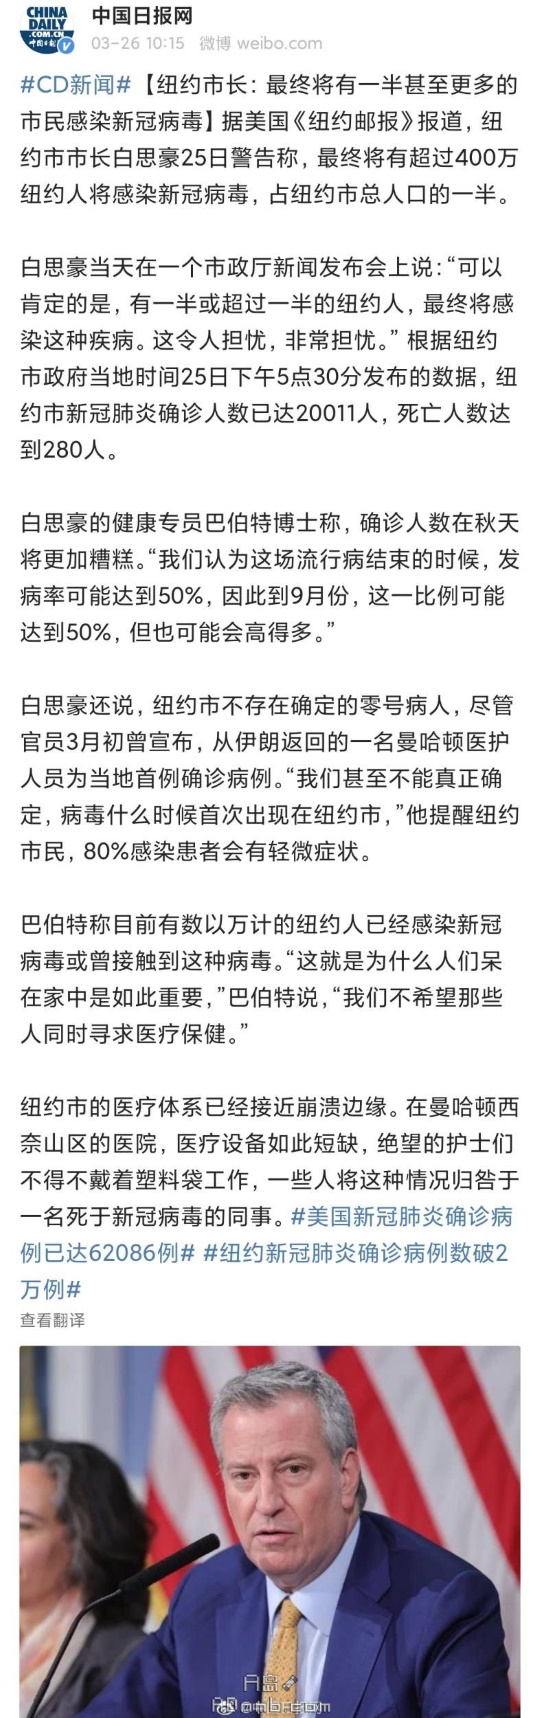 CHINA
DAILY
.COM.CN
中国日报
中国日报网
03-26 10:15 微博 weibo.com
#CD新闻#【纽约市长：最终将有一半甚至更多的
市民感染新冠病毒】据美国《纽约邮报》报道，纽
约市市长白思豪25日警告称，最终将有超过400万
纽约人将感染新冠病毒，占纽约市总人口的一半。
白思豪当天在一个市政厅新闻发布会上说：“可以
肯定的是，有一半或超过一半的纽约人，最终将感
染这种疾病。这令人担忧，非常担忧。” 根据纽约
市政府当地时间25日下午5点30分发布的数据，纽
约市新冠肺炎确诊人数已达20011人，死亡人数达
到280人。
白思豪的健康专员巴伯特博士称，确诊人数在秋天
将更加糟糕。“我们认为这场流行病结束的时候，发
病率可能达到50%，因此到9月份，这一比例可能
达到50%，但也可能会高得多。”
白思豪还说，纽约市不存在确定的零号病人，尽管
官员3月初曾宣布，从伊朗返回的一名曼哈顿医护
人员为当地首例确诊病例。“我们甚至不能真正确
定，病毒什么时候首次出现在纽约市，”他提醒纽约
市民，80%感染患者会有轻微症状。
巴伯特称目前有数以万计的纽约人已经感染新冠
病毒或曾接触到这种病毒。“这就是为什么人们呆
在家中是如此重要，”巴伯特说，“我们不希望那些
人同时寻求医疗保健。”
纽约市的医疗体系已经接近崩溃边缘。在曼哈顿西
奈山区的医院，医疗设备如此短缺，绝望的护士们
不得不戴着塑料袋工作，一些人将这种情况归咎于
一名死于新冠病毒的同事。#美国新冠肺炎确诊病
例已达62086例# #纽约新冠肺炎确诊病例数破2
万例#
查看翻译